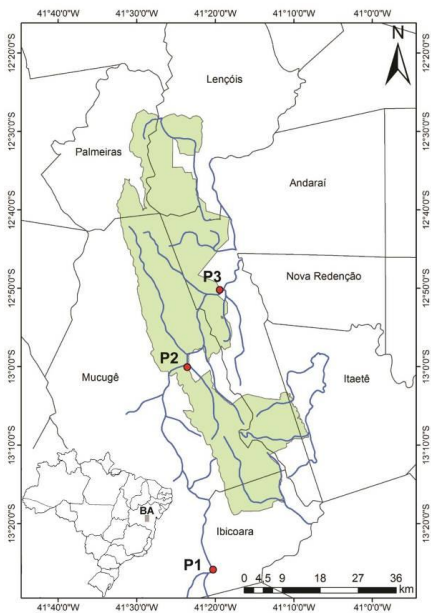 41°40'0"W 41°30'0"W 41°20'0"W 41°10'0"W 41°0'0"W
12°20'0"S 12°20'0"S
N
Lençóis
12°30'0"S 12°30'0"S
Palmeiras
Andaraí
12°40'0"S 12°40'0"S
Nova Redenção
P3
12°50'0"S 12°50'0"S
P2
13°0'0"S 13°0'0"S
Mucugê
Itaetê
13°10'0"S 13°10'0"S
BA
13°20'0"S 13°20'0"S
Ibicoara
P1
0 4,5 9 18 27 36
km
41°40'0"W 41°30'0"W 41°20'0"W 41°10'0"W 41°0'0"W